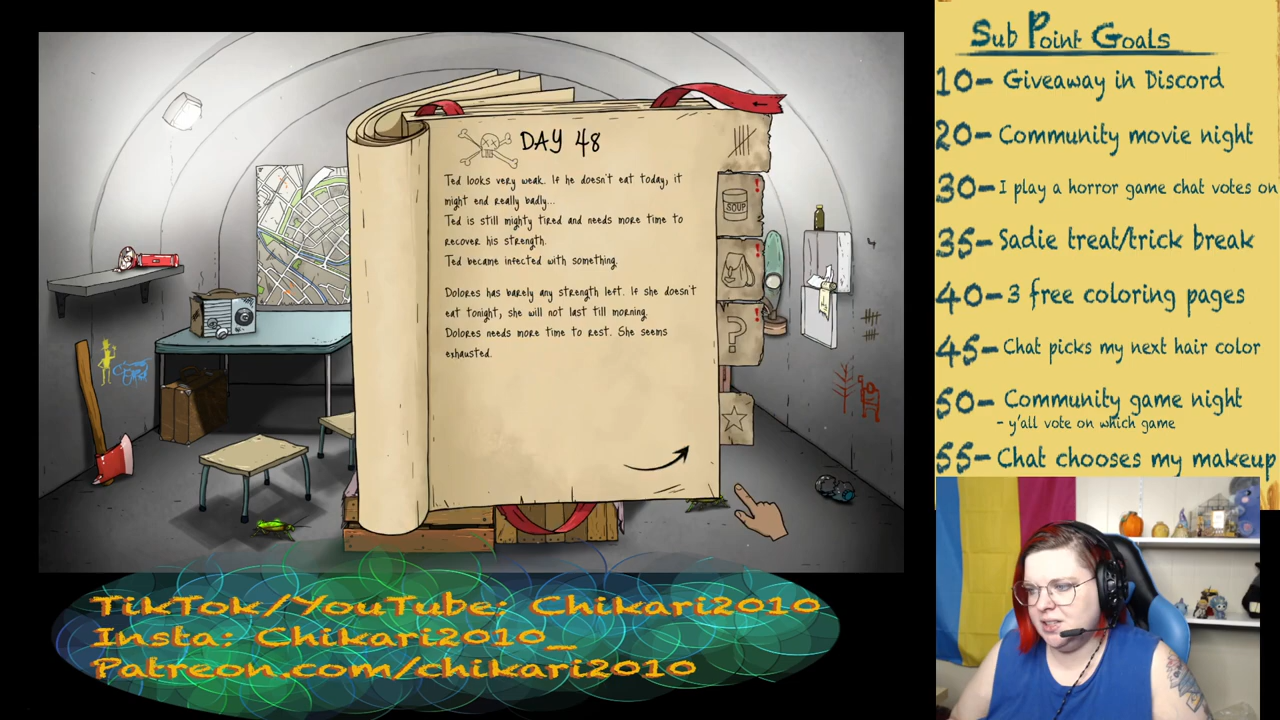 DAY 48
Ted looks very weak. If he doesn't eat today, it
might end really badly...
Ted is still mighty tired and needs more time to
recover his strength.
Ted became infected with something.
Dolores has barely any strength left. If she doesn't
eat tonight, she will not last till morning.
Dolores needs more time to rest. She seems
exhausted.
SOUP
?
! 
!
!
Sub Point Goals
10- Giveaway in Discord
20- Community movie night
30- I play a horror game chat votes on
35- Sadie treat/trick break
40- 3 free coloring pages
45- Chat picks my next hair color
50- Community game night
- y'all vote on which game
55- Chat chooses my makeup
TikTok/YouTube: Chikari2010
Insta: Chikari2010_
Patreon.com/chikari2010